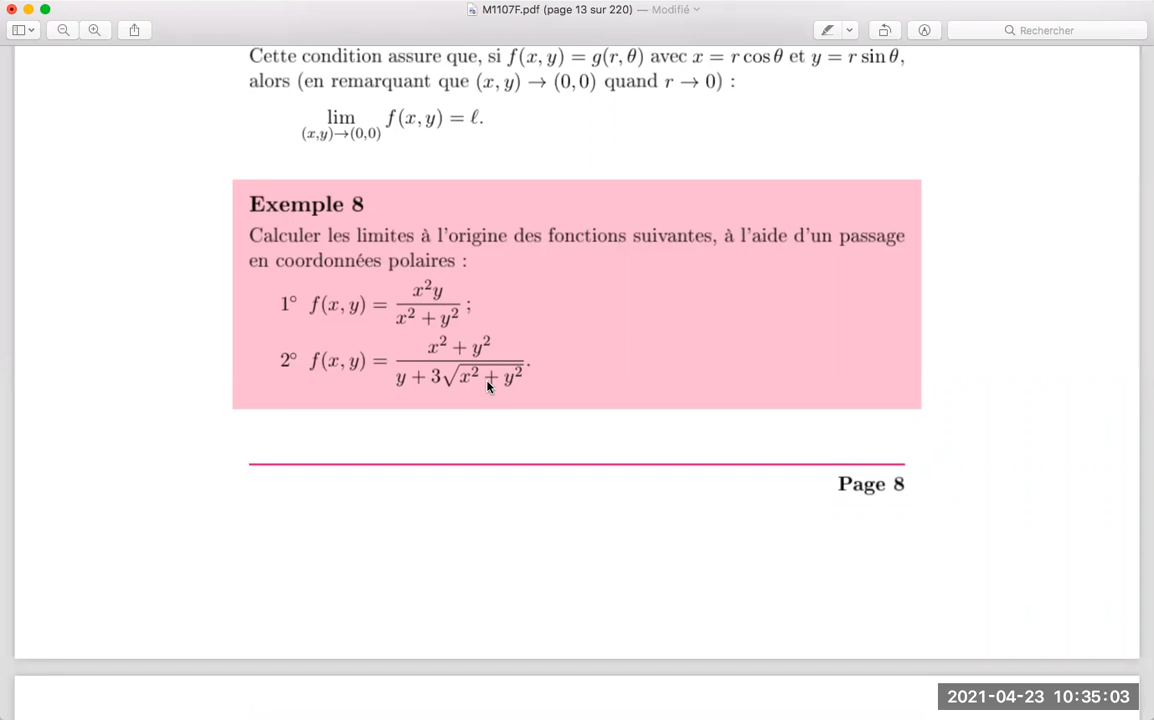 M1107F.pdf (page 13 sur 220) — Modifié
Rechercher
Cette condition assure que, si f(x, y) = g(r, θ) avec x = r cos θ et y = r sin θ,
alors (en remarquant que (x, y) → (0, 0) quand r → 0) :
lim_{(x,y)→(0,0)} f(x, y) = ℓ.
Exemple 8
Calculer les limites à l'origine des fonctions suivantes, à l'aide d'un passage
en coordonnées polaires :
1° f(x, y) = \frac{x²y}{x² + y²} ;
2° f(x, y) = \frac{x² + y²}{y + 3√(x² + y²)}.
Page 8
2021-04-23 10:35:03